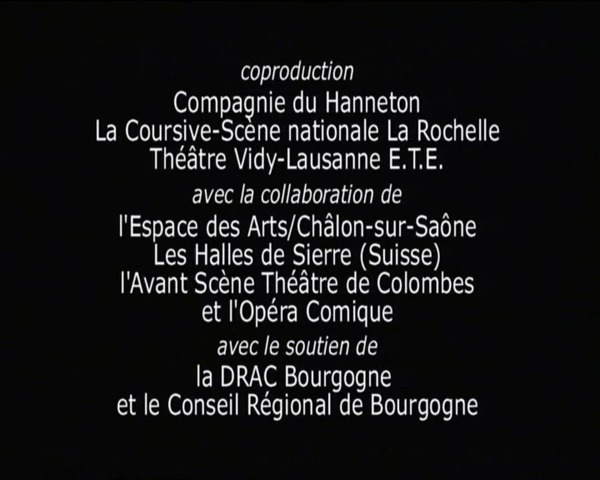 coproduction
Compagnie du Hanneton
La Coursive-Scène nationale La Rochelle
Théâtre Vidy-Lausanne E.T.E.
avec la collaboration de
l'Espace des Arts/Châlon-sur-Saône
Les Halles de Sierre (Suisse)
l'Avant Scène Théâtre de Colombes
et l'Opéra Comique
avec le soutien de
la DRAC Bourgogne
et le Conseil Régional de Bourgogne